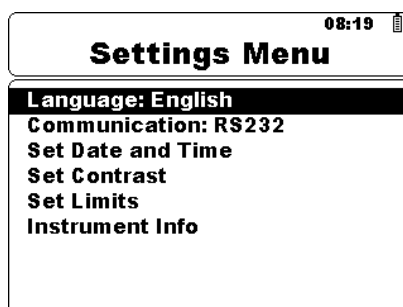 08:19
Settings Menu
Language: English
Communication: RS232
Set Date and Time
Set Contrast
Set Limits
Instrument Info